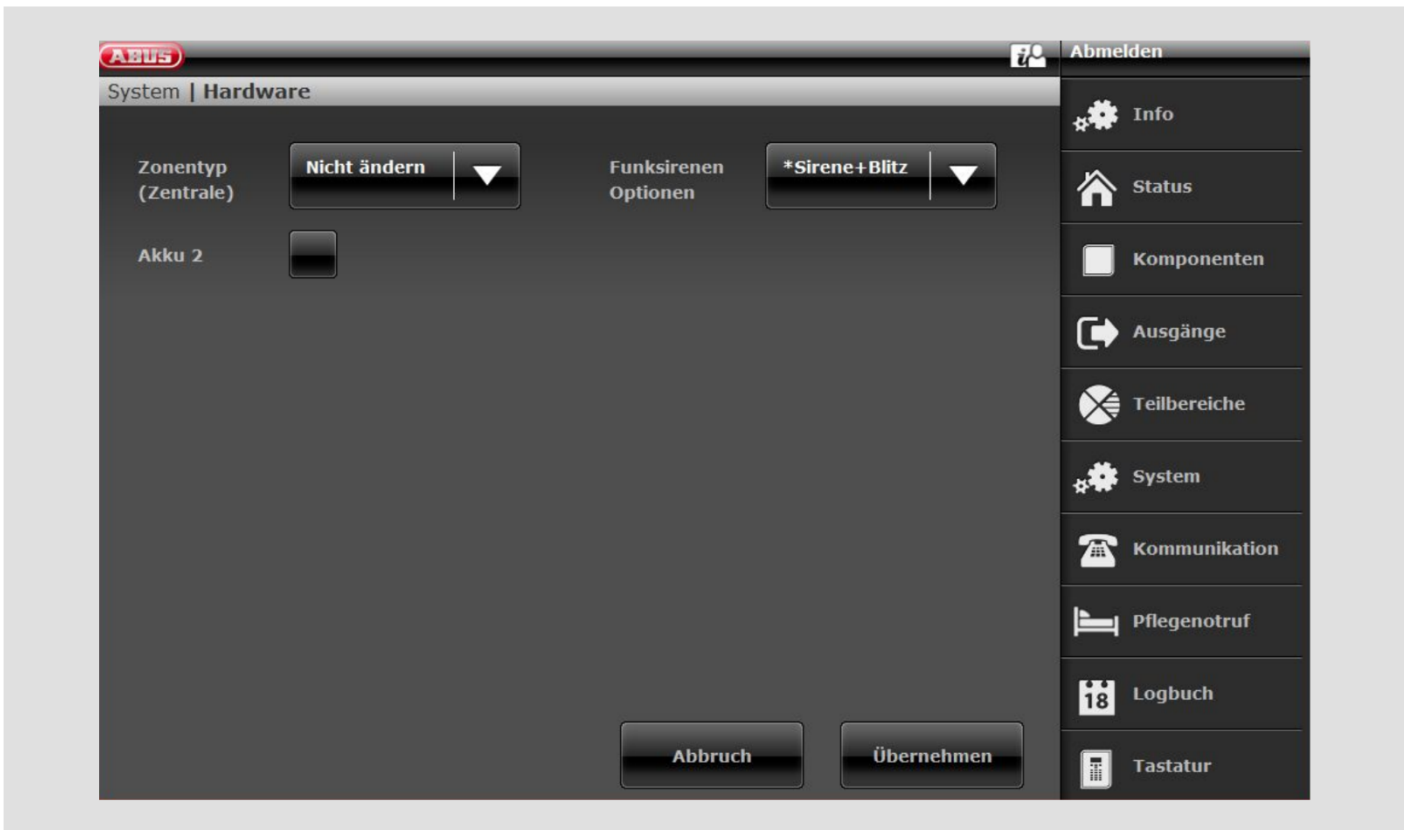 ABUS
Abmelden
System | Hardware
Zonentyp
(Zentrale)
Nicht ändern
Funksirenen
Optionen
*Sirene+Blitz
Akku 2
Abbruch
Übernehmen
Info
Status
Komponenten
Ausgänge
Teilbereiche
System
Kommunikation
Pflegenotruf
18
Logbuch
Tastatur